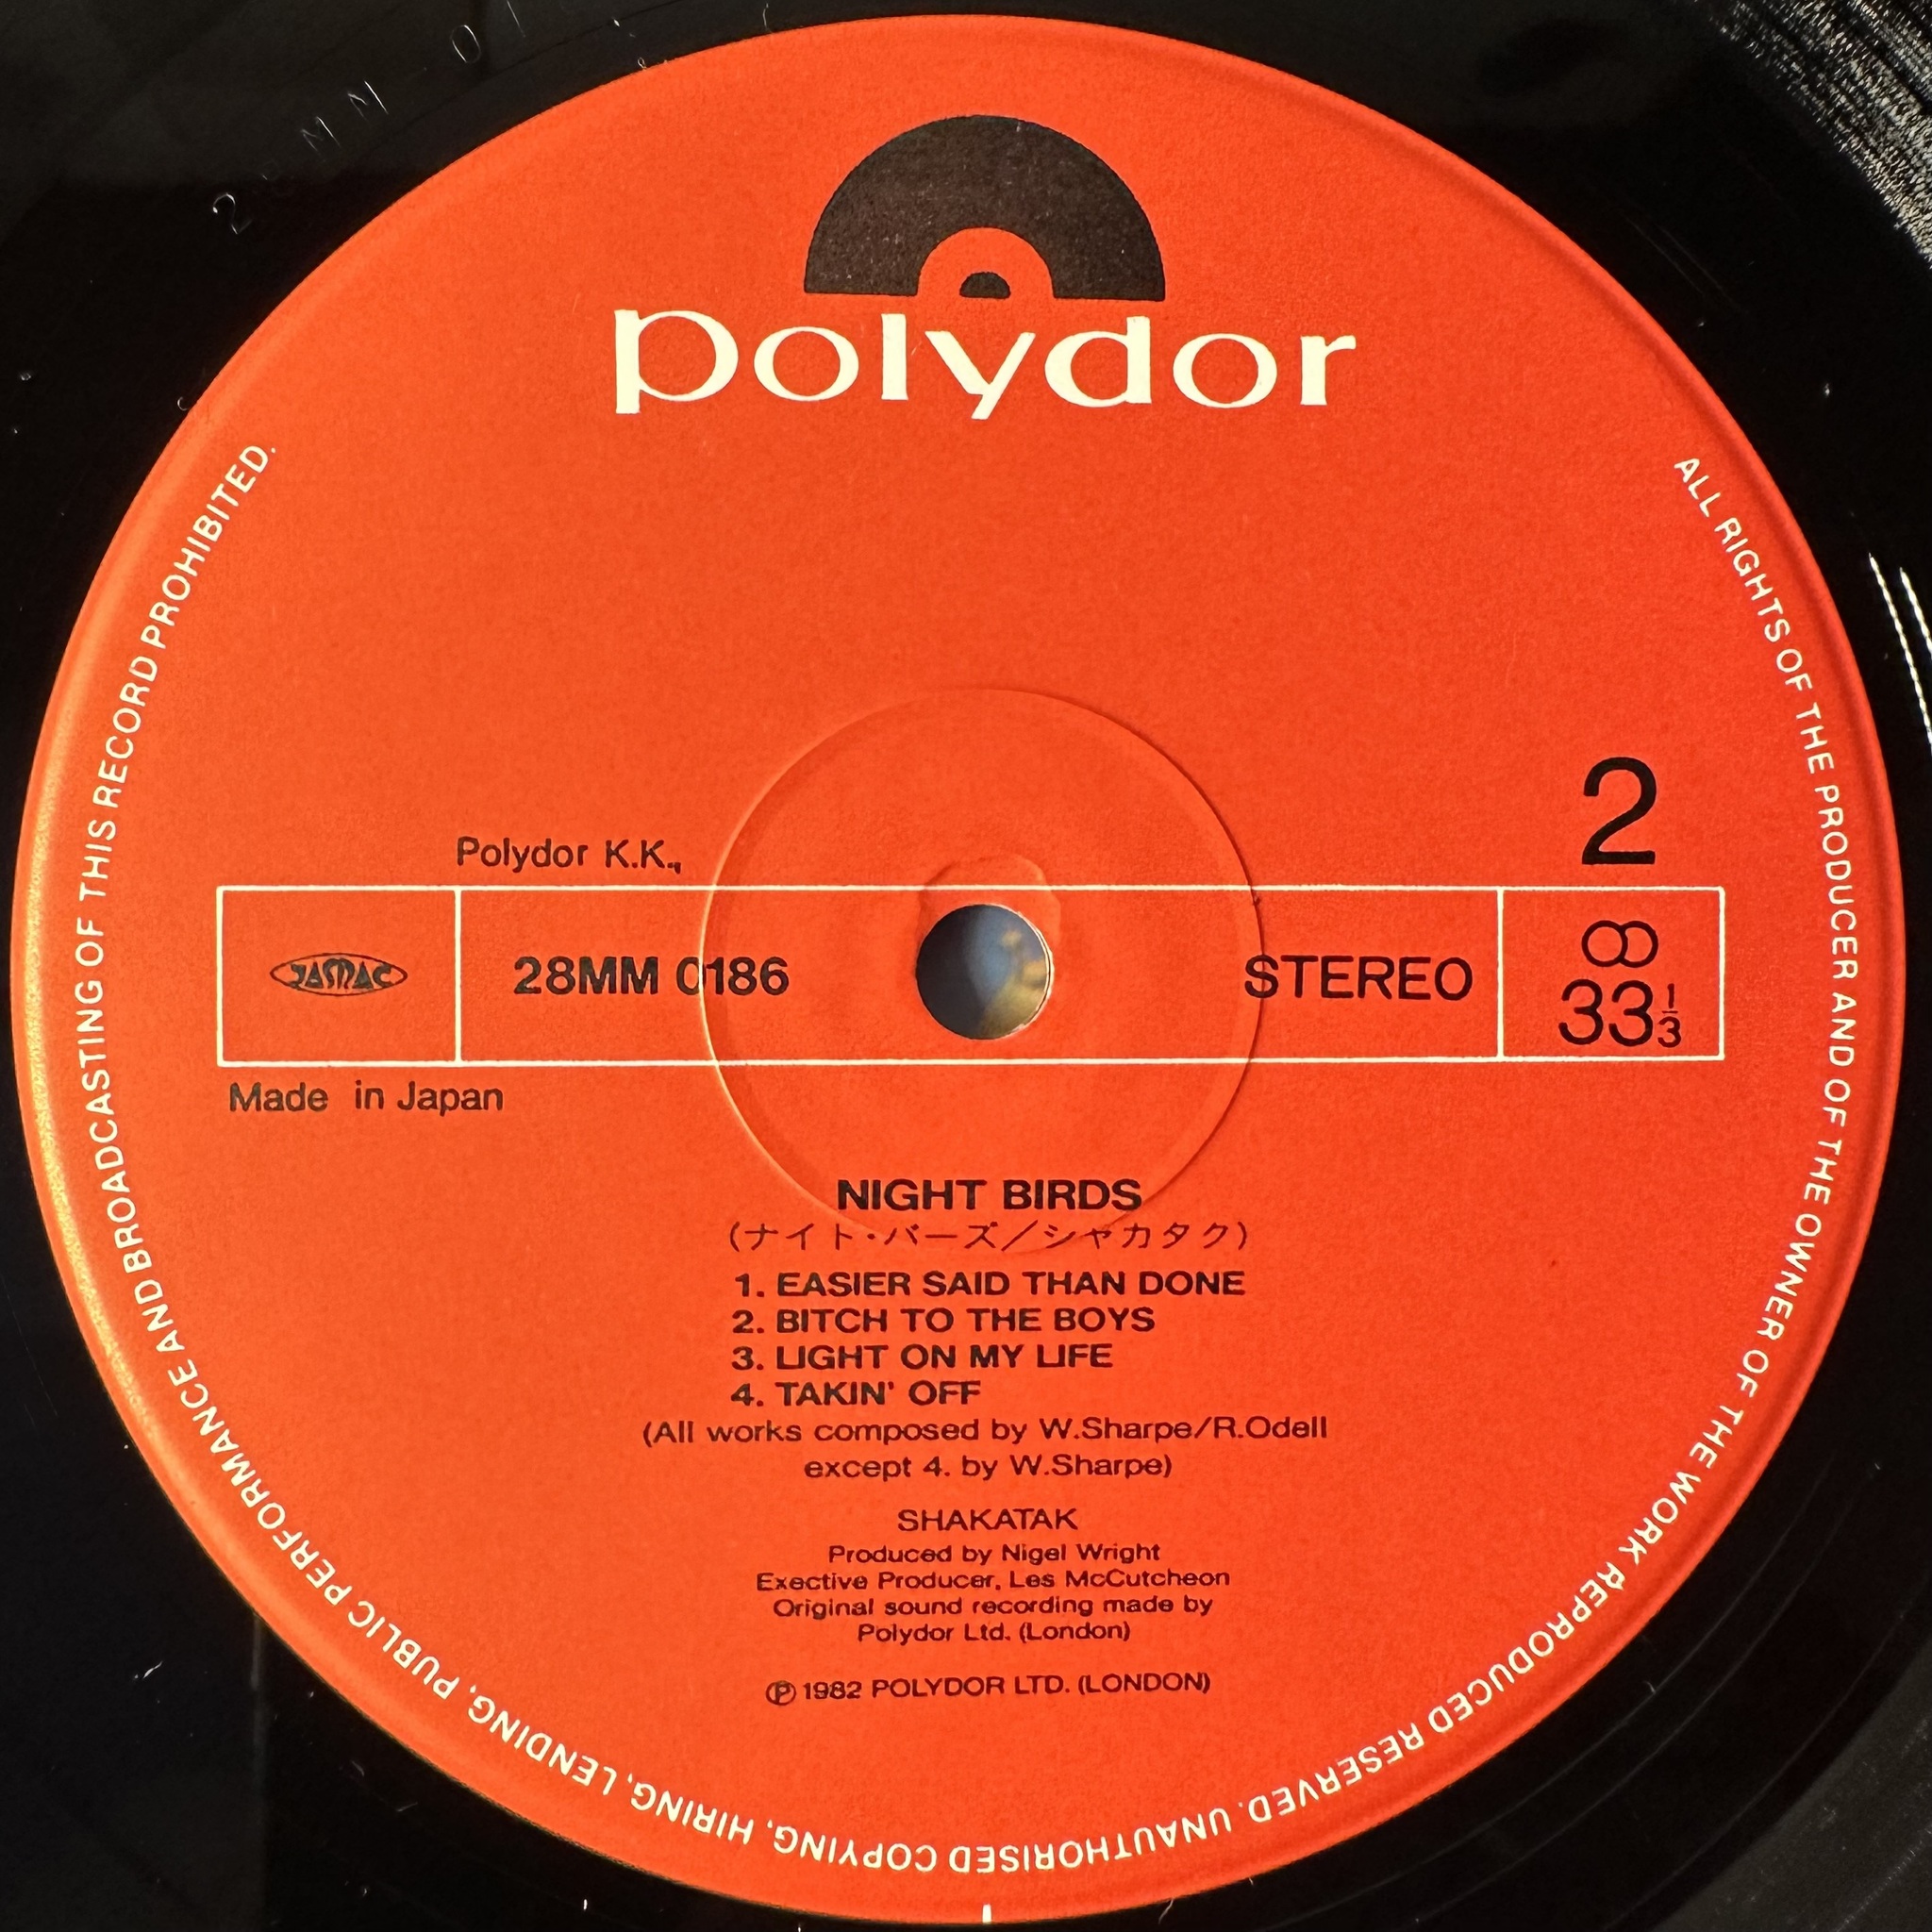 polydor
ALL RIGHTS OF THE PRODUCER AND OF THE OWNER OF THE WORK REPRODUCED RESERVED. UNAUTHORISED COPYING, HIRING, LENDING, PUBLIC PERFORMANCE AND BROADCASTING OF THIS RECORD PROHIBITED.
2
Polydor K.K.,
JASRAC
28MM 0186
STEREO
33 1/3
Made in Japan
NIGHT BIRDS
(ナイト・バーズ/シャカタク)
1. EASIER SAID THAN DONE
2. BITCH TO THE BOYS
3. LIGHT ON MY LIFE
4. TAKIN' OFF
(All works composed by W.Sharpe/R.Odell
except 4. by W.Sharpe)
SHAKATAK
Produced by Nigel Wright
Exective Producer, Les McCutcheon
Original sound recording made by
Polydor Ltd. (London)
℗ 1982 POLYDOR LTD. (LONDON)